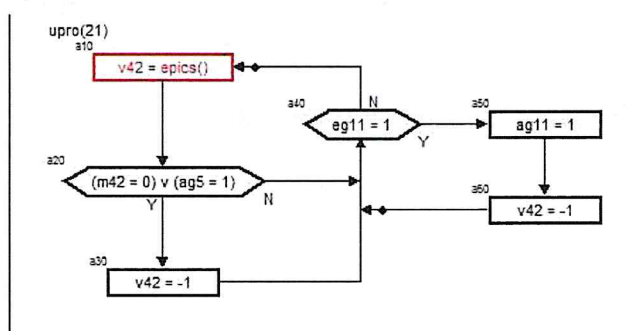 upro(21)
a10
v42 = epics()
a40
N
eg11 = 1
Y
a50
ag11 = 1
a20
(m42 = 0) v (ag5 = 1)
Y
N
a60
v42 = -1
a30
v42 = -1